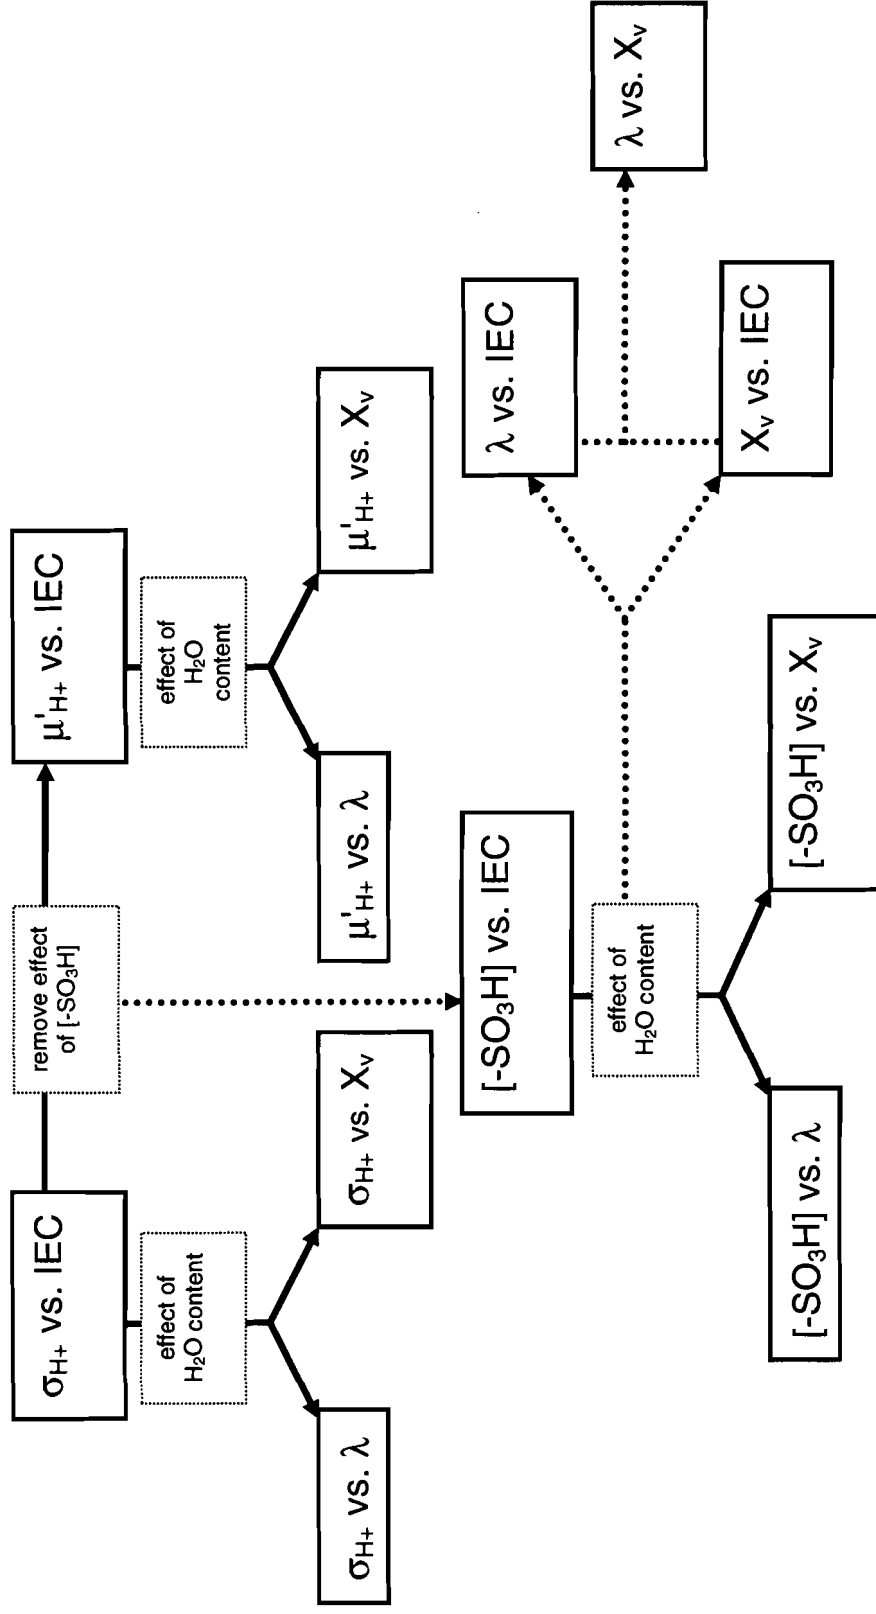 σH+ vs. IEC
remove effect
of [-SO₃H]
μ'H+ vs. IEC
effect of
H₂O content
effect of
H₂O
content
σH+ vs. λ
σH+ vs. Xᵥ
μ'H+ vs. λ
μ'H+ vs. Xᵥ
[-SO₃H] vs. IEC
λ vs. IEC
effect of
H₂O content
λ vs. Xᵥ
Xᵥ vs. IEC
[-SO₃H] vs. λ
[-SO₃H] vs. Xᵥ